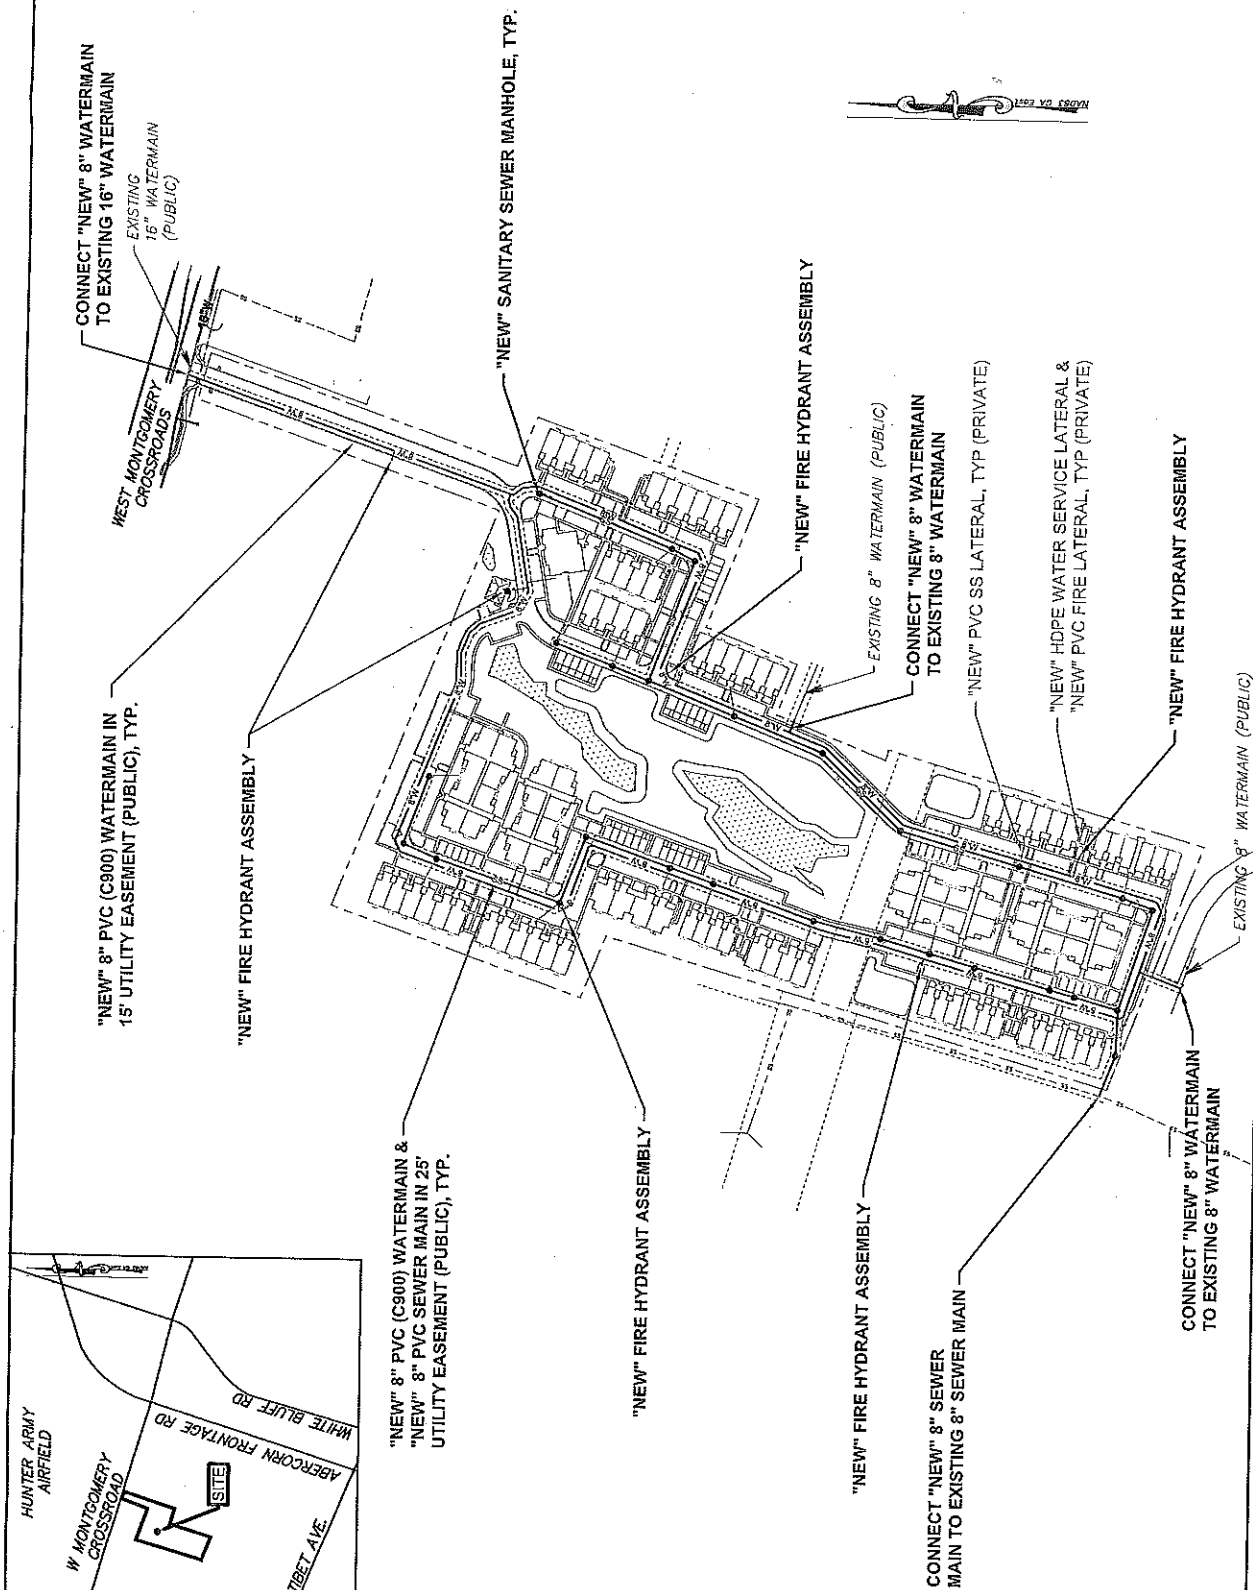 CONNECT "NEW" 8" WATERMAIN
TO EXISTING 16" WATERMAIN
EXISTING
16" WATERMAIN
(PUBLIC)
WEST MONTGOMERY
CROSSROADS
16"W
"NEW" SANITARY SEWER MANHOLE, TYP.
NAD83 GA East
"NEW" 8" PVC (C900) WATERMAIN IN
15' UTILITY EASEMENT (PUBLIC), TYP.
"NEW" FIRE HYDRANT ASSEMBLY
"NEW" FIRE HYDRANT ASSEMBLY
EXISTING 8" WATERMAIN (PUBLIC)
CONNECT "NEW" 8" WATERMAIN
TO EXISTING 8" WATERMAIN
"NEW" PVC SS LATERAL, TYP (PRIVATE)
"NEW" HDPE WATER SERVICE LATERAL &
"NEW" PVC FIRE LATERAL, TYP (PRIVATE)
"NEW" FIRE HYDRANT ASSEMBLY
EXISTING 8" WATERMAIN (PUBLIC)
"NEW" 8" PVC (C900) WATERMAIN &
"NEW" 8" PVC SEWER MAIN IN 25'
UTILITY EASEMENT (PUBLIC), TYP.
"NEW" FIRE HYDRANT ASSEMBLY
"NEW" FIRE HYDRANT ASSEMBLY
CONNECT "NEW" 8" SEWER
MAIN TO EXISTING 8" SEWER MAIN
CONNECT "NEW" 8" WATERMAIN
TO EXISTING 8" WATERMAIN
HUNTER ARMY
AIRFIELD
W MONTGOMERY
CROSSROAD
SITE
ABERCORN FRONTAGE RD
WHITE BLUFF RD
TIBET AVE.